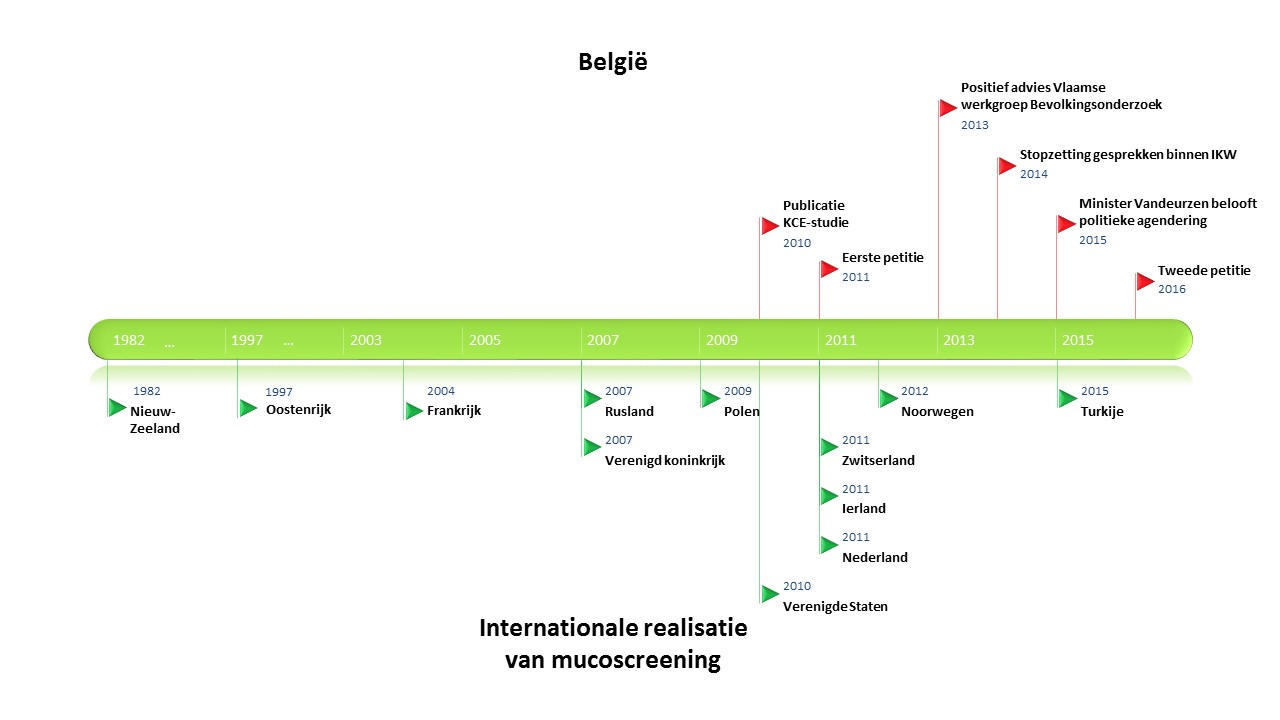 België
Positief advies Vlaamse
werkgroep Bevolkingsonderzoek
2013
Stopzetting gesprekken binnen IKW
2014
Publicatie
KCE-studie
2010
Minister Vandeurzen belooft
politieke agendering
2015
Eerste petitie
2011
Tweede petitie
2016
1982 ... 1997 ... 2003 2005 2007 2009 2011 2013 2015
1982
Nieuw-
Zeeland
1997
Oostenrijk
2004
Frankrijk
2007
Rusland
2007
Verenigd koninkrijk
2009
Polen
2012
Noorwegen
2015
Turkije
2011
Zwitserland
2011
Ierland
2011
Nederland
2010
Verenigde Staten
Internationale realisatie
van mucoscreening